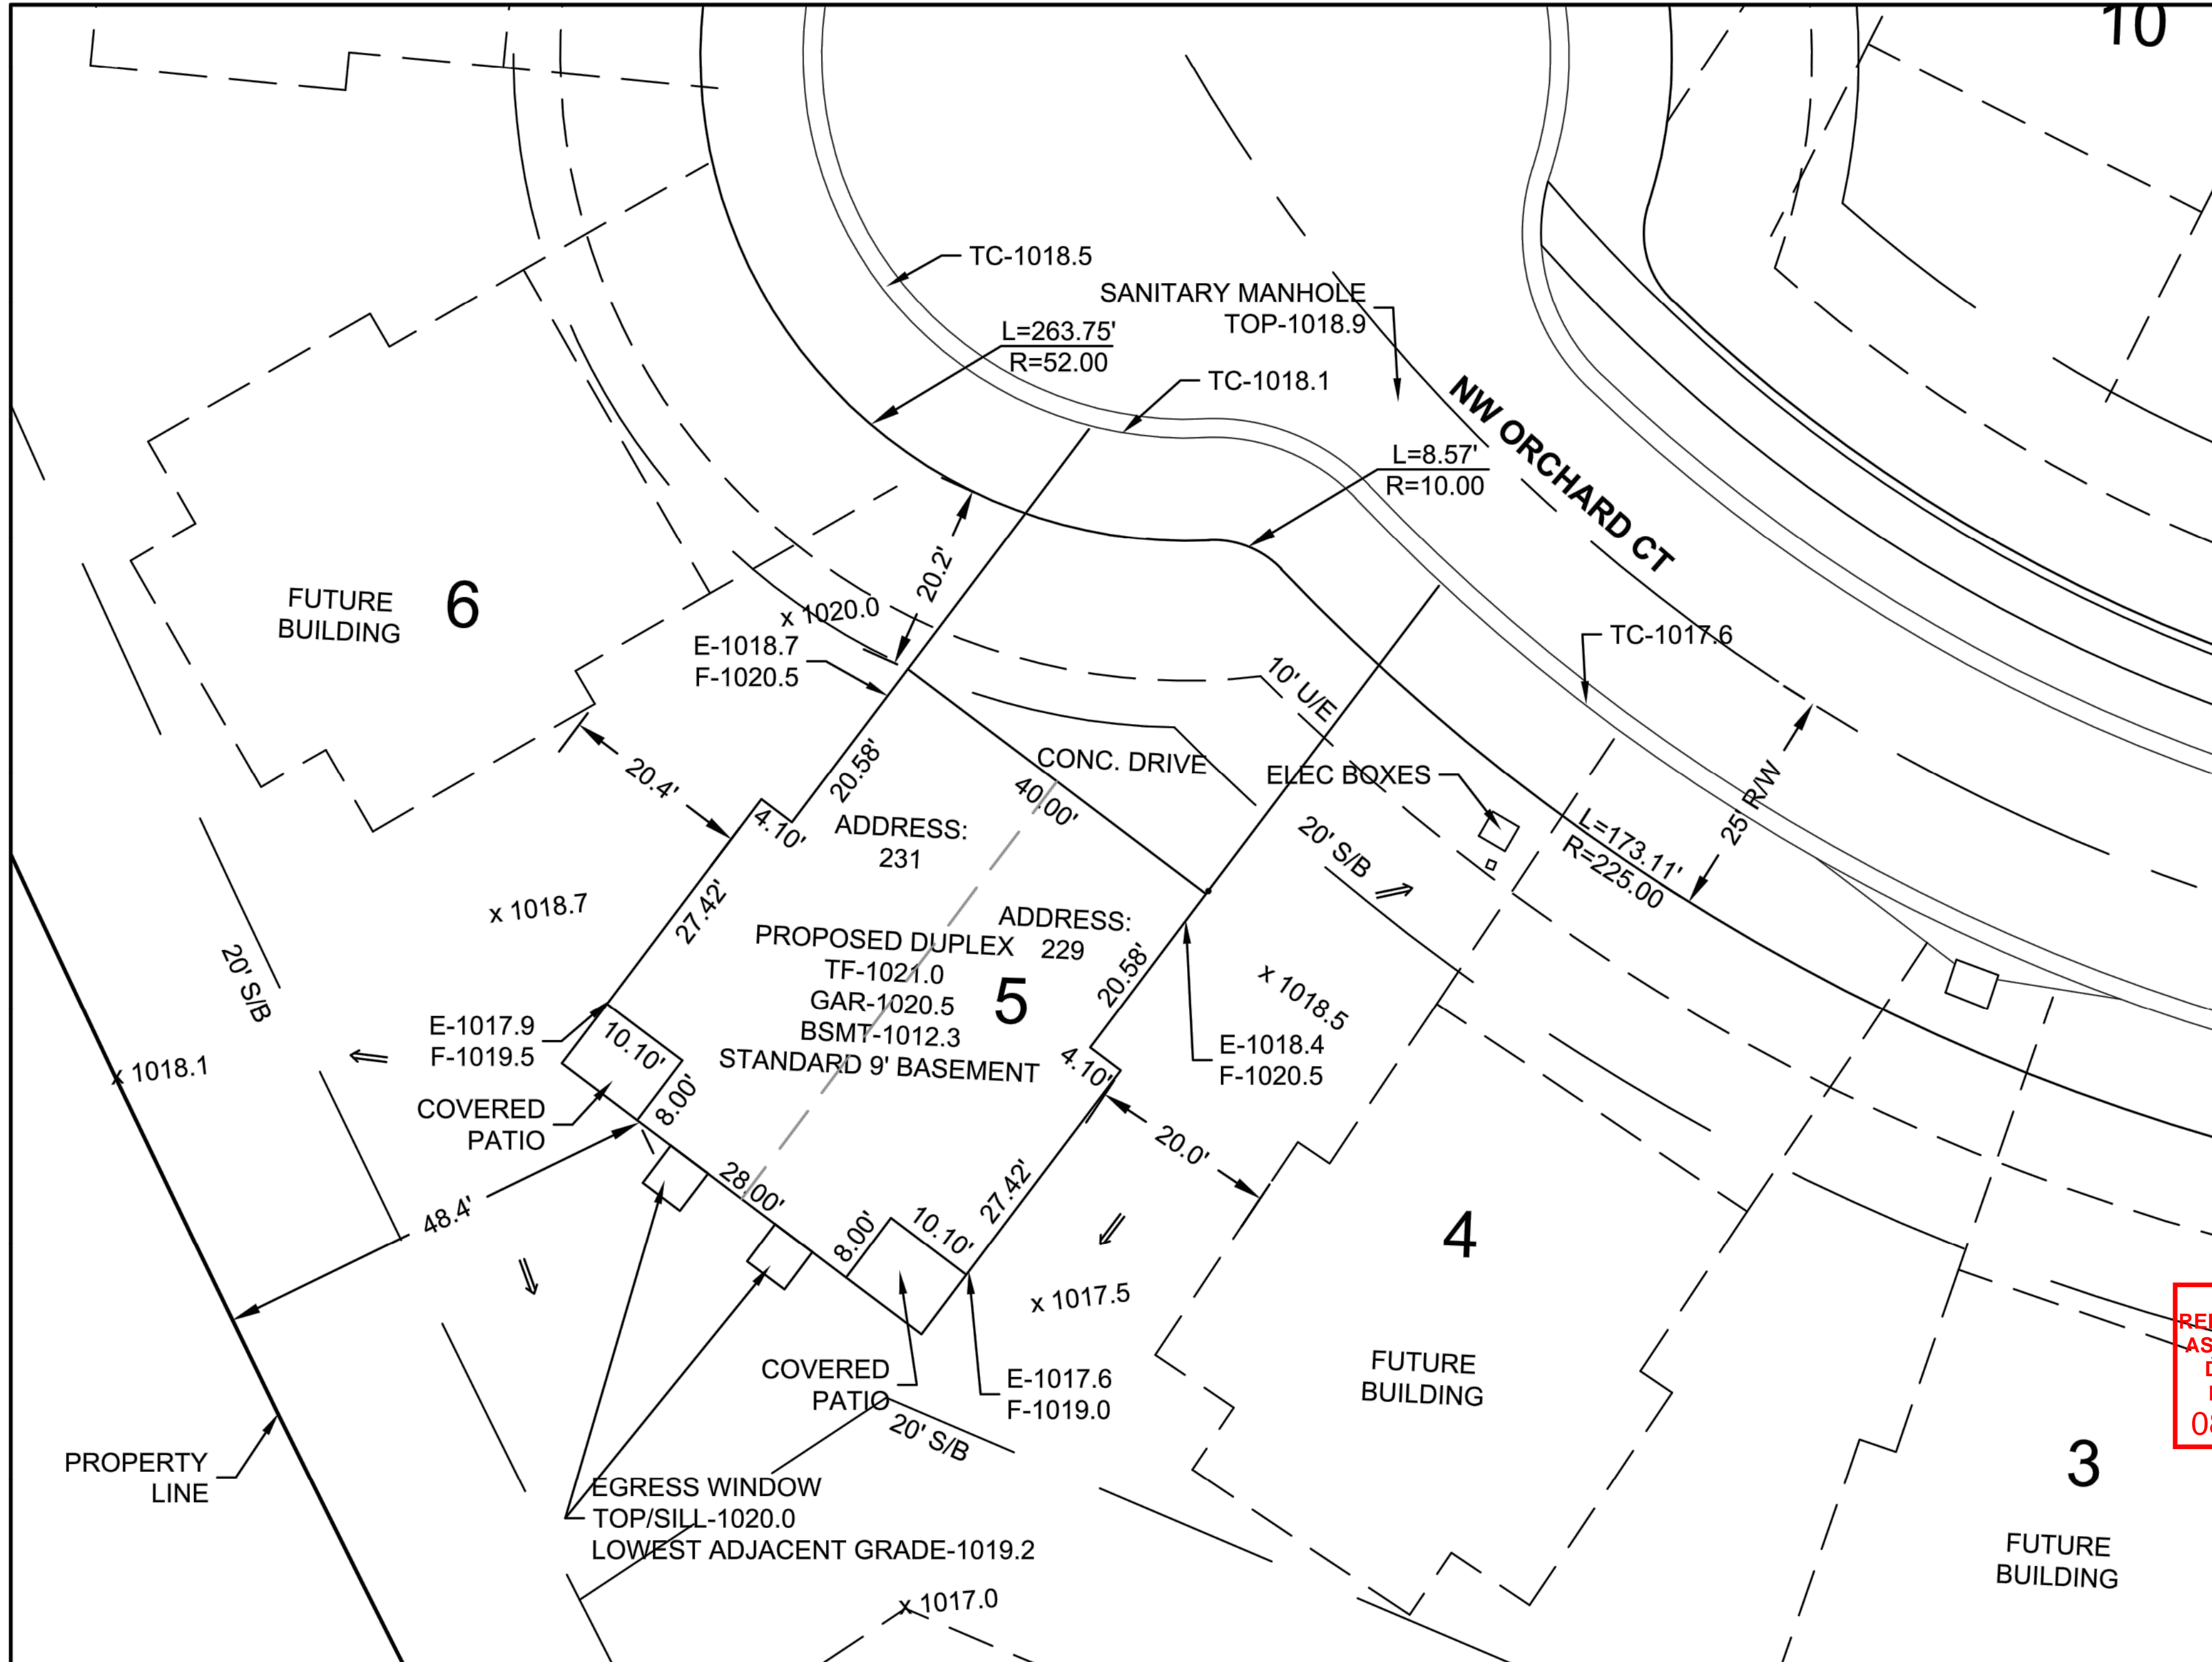 10
TC-1018.5
SANITARY MANHOLE
TOP-1018.9
L=263.75'
R=52.00
TC-1018.1
NW ORCHARD CT
L=8.57'
R=10.00
20.2'
FUTURE
BUILDING
6
x 1020.0
E-1018.7
F-1020.5
TC-1017.6
10' U/E
20.4'
20.58'
CONC. DRIVE
40.00'
ELEC BOXES
25' R/W
L=173.11'
R=225.00
4.10'
ADDRESS:
231
20' S/B
x 1018.7
27.42'
ADDRESS:
229
PROPOSED DUPLEX
TF-1021.0
GAR-1020.5
BSMT-1012.3
STANDARD 9' BASEMENT
5
20.58'
x 1018.5
20' S/B
E-1017.9
F-1019.5
10.10'
4.10'
E-1018.4
F-1020.5
x 1018.1
COVERED
PATIO
8.00'
20.0'
28.00'
27.42'
48.4'
8.00'
10.10'
4
x 1017.5
COVERED
PATIO
E-1017.6
F-1019.0
FUTURE
BUILDING
20' S/B
PROPERTY
LINE
EGRESS WINDOW
TOP/SILL-1020.0
LOWEST ADJACENT GRADE-1019.2
3
FUTURE
BUILDING
x 1017.0